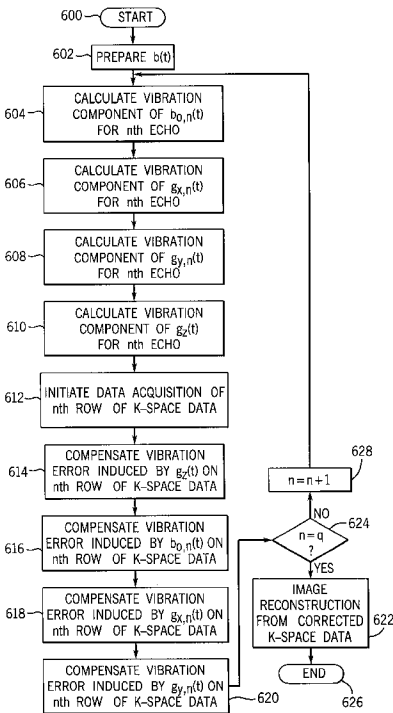 600
START
602
PREPARE b(t)
604
CALCULATE VIBRATION
COMPONENT OF b0,n(t)
FOR nth ECHO
606
CALCULATE VIBRATION
COMPONENT OF gx,n(t)
FOR nth ECHO
608
CALCULATE VIBRATION
COMPONENT OF gy,n(t)
FOR nth ECHO
610
CALCULATE VIBRATION
COMPONENT OF gz(t)
FOR nth ECHO
612
INITIATE DATA ACQUISITION OF
nth ROW OF K-SPACE DATA
614
COMPENSATE VIBRATION
ERROR INDUCED BY gz(t) ON
nth ROW OF K-SPACE DATA
616
COMPENSATE VIBRATION
ERROR INDUCED BY b0,n(t) ON
nth ROW OF K-SPACE DATA
618
COMPENSATE VIBRATION
ERROR INDUCED BY gx,n(t) ON
nth ROW OF K-SPACE DATA
COMPENSATE VIBRATION
ERROR INDUCED BY gy,n(t) ON
nth ROW OF K-SPACE DATA
620
628
n=n+1
NO
624
n=q
?
YES
IMAGE
RECONSTRUCTION
FROM CORRECTED
K-SPACE DATA
622
END
626